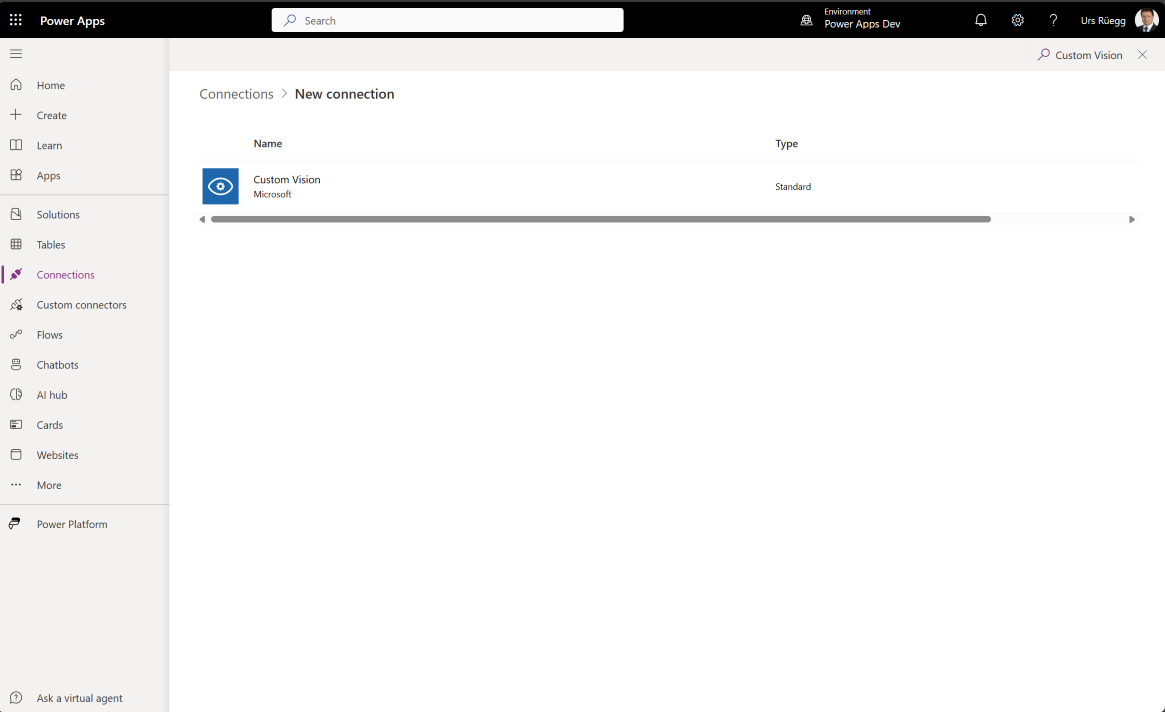 Power Apps
Search
Environment
Power Apps Dev
?
Urs Rüegg
Custom Vision
Home
Create
Learn
Apps
Solutions
Tables
Connections
Custom connectors
Flows
Chatbots
AI hub
Cards
Websites
More
Power Platform
Ask a virtual agent
Connections > New connection
Name Type
Custom Vision
Microsoft
Standard